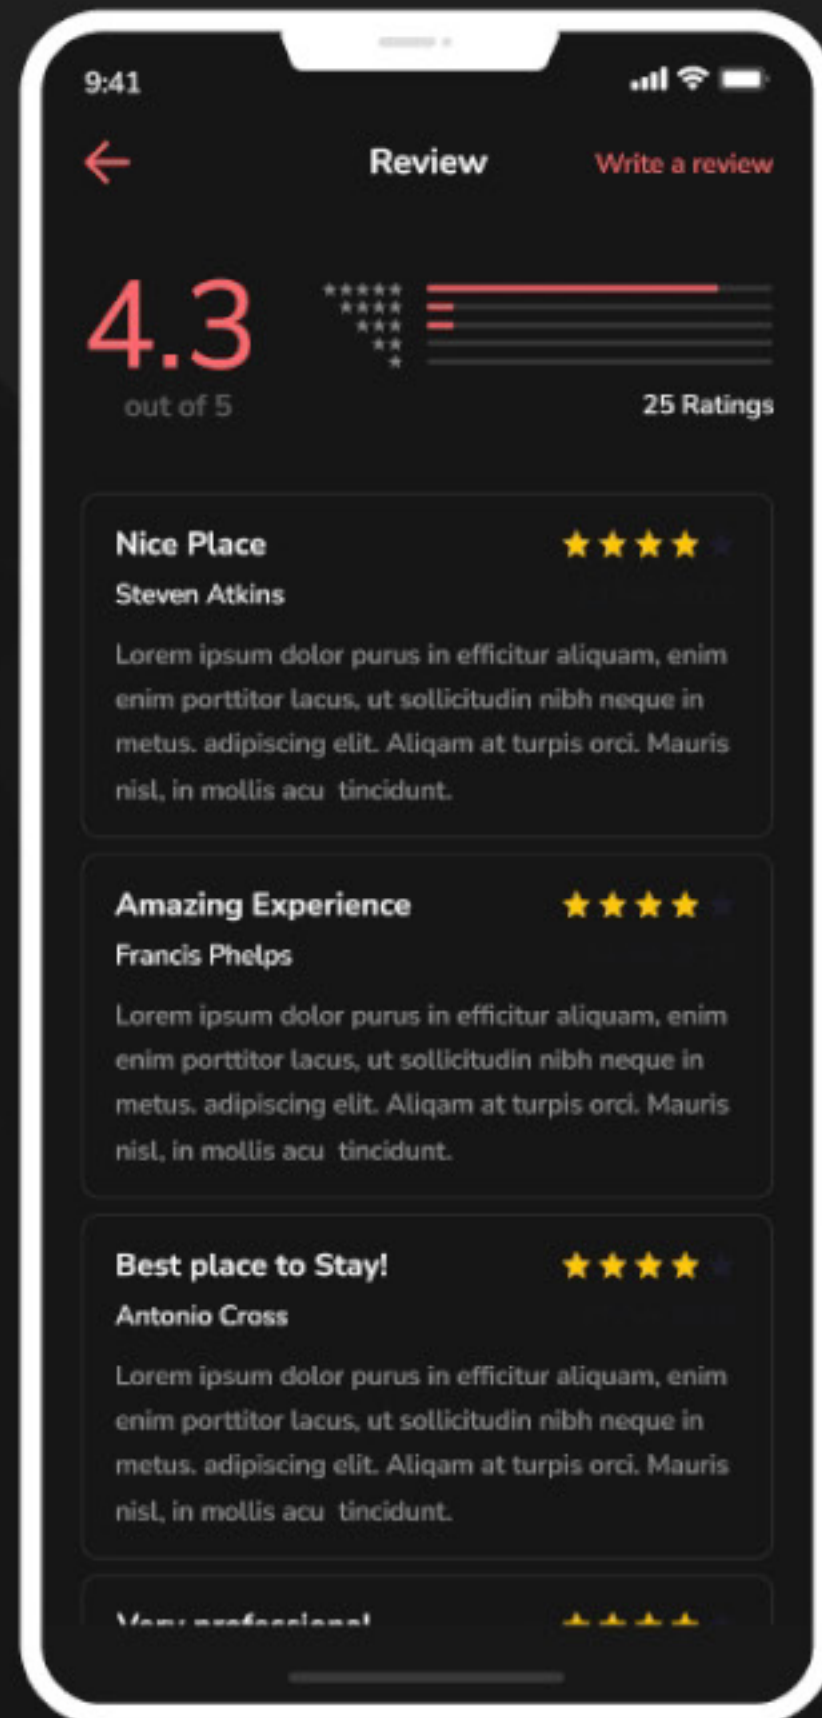 9:41
Review
Write a review
4.3
out of 5
25 Ratings
Nice Place
Steven Atkins
Lorem ipsum dolor purus in efficitur aliquam, enim
enim porttitor lacus, ut sollicitudin nibh neque in
metus. adipiscing elit. Aliqam at turpis orci. Mauris
nisl, in mollis acu  tincidunt.
Amazing Experience
Francis Phelps
Lorem ipsum dolor purus in efficitur aliquam, enim
enim porttitor lacus, ut sollicitudin nibh neque in
metus. adipiscing elit. Aliqam at turpis orci. Mauris
nisl, in mollis acu  tincidunt.
Best place to Stay!
Antonio Cross
Lorem ipsum dolor purus in efficitur aliquam, enim
enim porttitor lacus, ut sollicitudin nibh neque in
metus. adipiscing elit. Aliqam at turpis orci. Mauris
nisl, in mollis acu  tincidunt.
Very professional